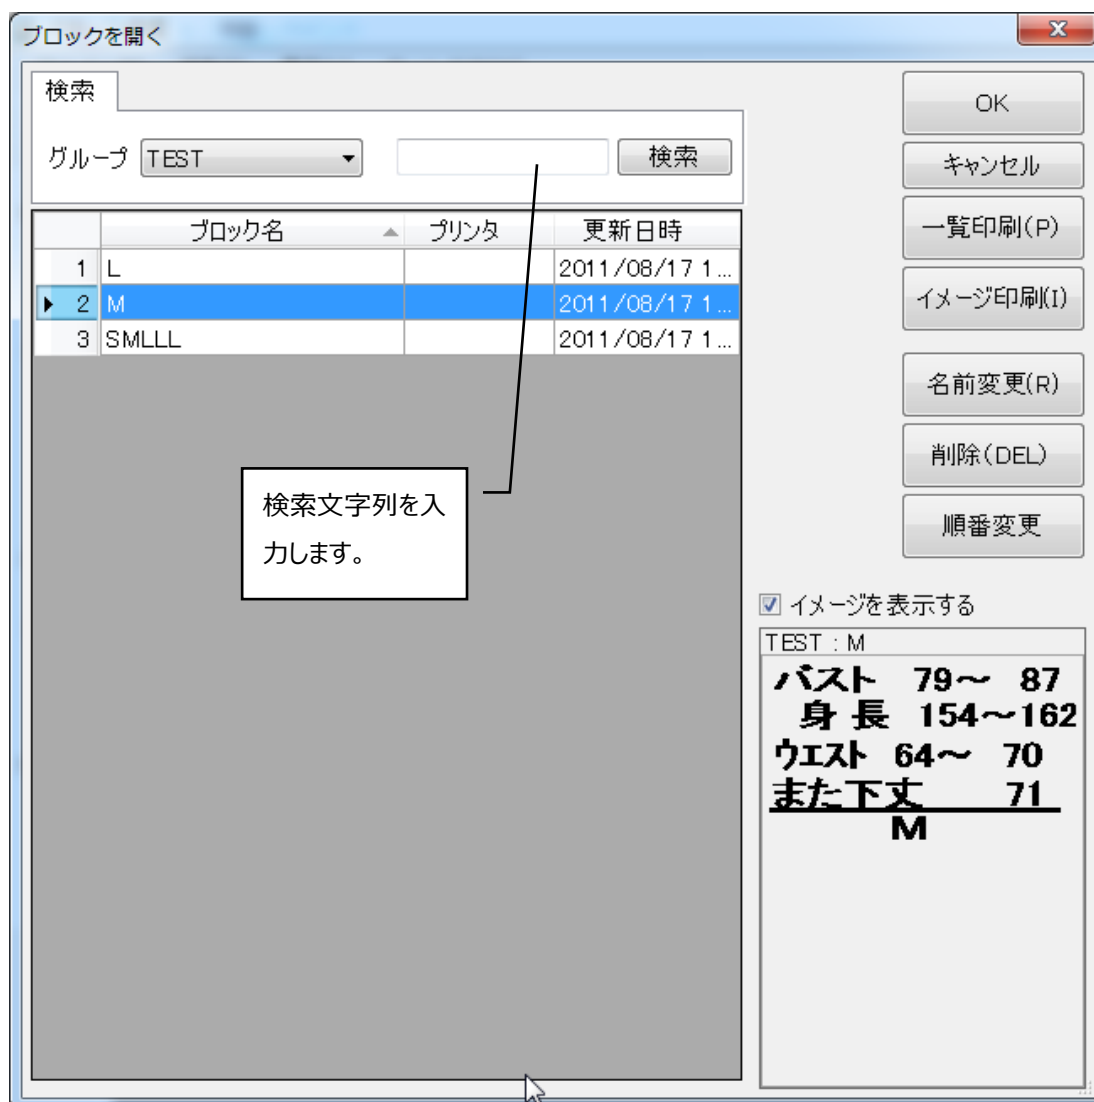 ブロックを開く
検索
グループ TEST 検索
ブロック名 プリンタ 更新日時
1 L 2011/08/17 1...
2 M 2011/08/17 1...
3 SMLLL 2011/08/17 1...
検索文字列を入
力します。
OK
キャンセル
一覧印刷(P)
イメージ印刷(I)
名前変更(R)
削除(DEL)
順番変更
イメージを表示する
TEST : M
バスト 79～ 87
身長 154～162
ウエスト 64～ 70
また下丈 71
M